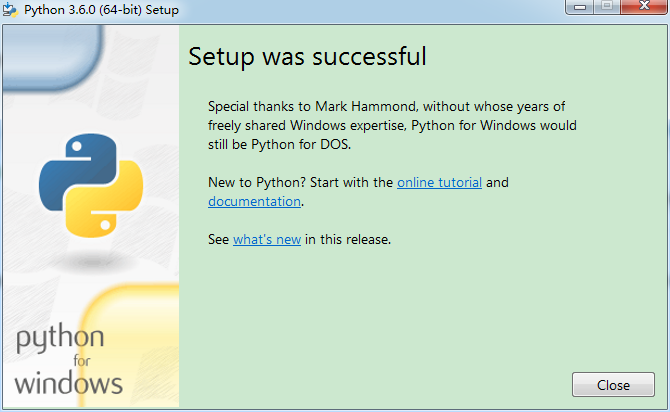 Python 3.6.0 (64-bit) Setup
Setup was successful
Special thanks to Mark Hammond, without whose years of
freely shared Windows expertise, Python for Windows would
still be Python for DOS.
New to Python? Start with the online tutorial and
documentation.
See what's new in this release.
python
for
windows
Close